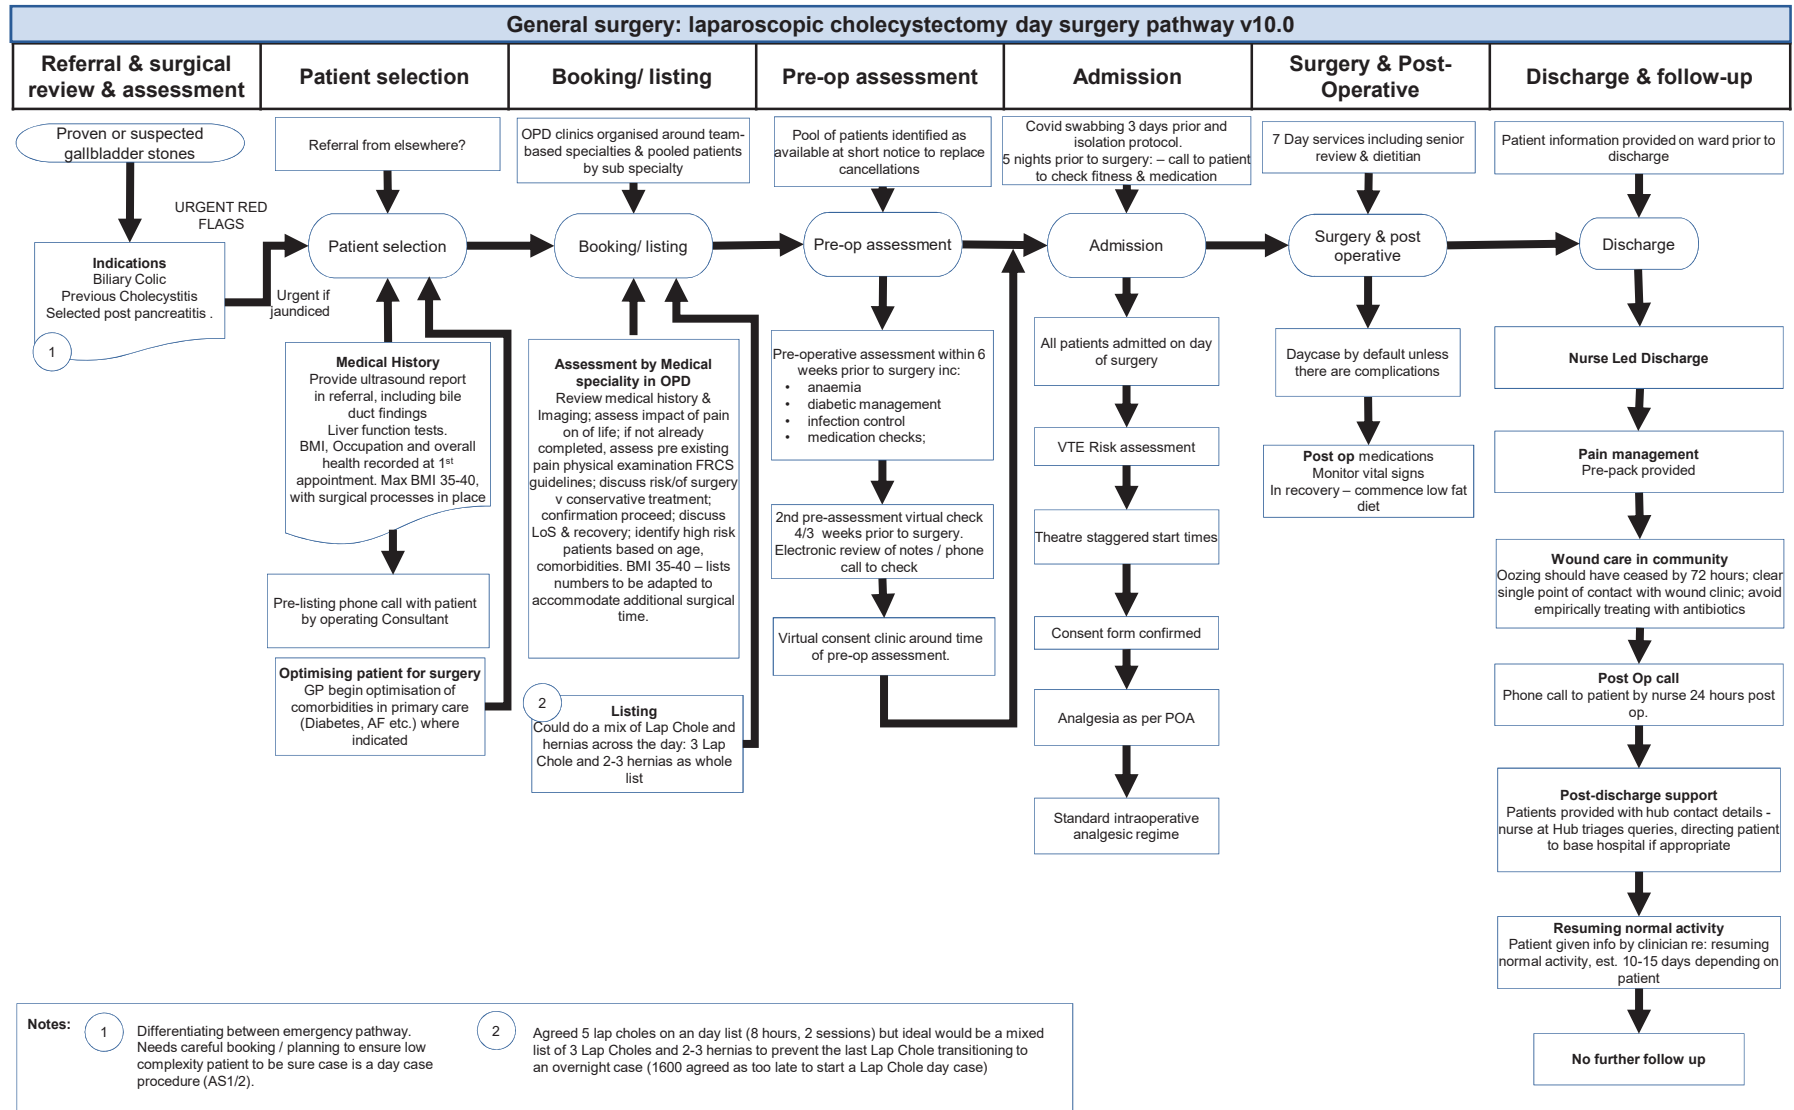 General surgery: laparoscopic cholecystectomy day surgery pathway v10.0
Referral & surgical
review & assessment
Patient selection
Booking/ listing
Pre-op assessment
Admission
Surgery & Post-
Operative
Discharge & follow-up
Proven or suspected
gallbladder stones
URGENT RED
FLAGS
Indications
Biliary Colic
Previous Cholecystitis
Selected post pancreatitis .
1
Urgent if
jaundiced
Referral from elsewhere?
Patient selection
Medical History
Provide ultrasound report
in referral, including bile
duct findings
Liver function tests.
BMI, Occupation and overall
health recorded at 1st
appointment. Max BMI 35-40,
with surgical processes in place
Pre-listing phone call with patient
by operating Consultant
Optimising patient for surgery
GP begin optimisation of
comorbidities in primary care
(Diabetes, AF etc.) where
indicated
OPD clinics organised around team-
based specialties & pooled patients
by sub specialty
Booking/ listing
Assessment by Medical
speciality in OPD
Review medical history &
Imaging; assess impact of pain
on of life; if not already
completed, assess pre existing
pain physical examination FRCS
guidelines; discuss risk/of surgery
v conservative treatment;
confirmation proceed; discuss
LoS & recovery; identify high risk
patients based on age,
comorbidities. BMI 35-40 – lists
numbers to be adapted to
accommodate additional surgical
time.
2
Listing
Could do a mix of Lap Chole and
hernias across the day: 3 Lap
Chole and 2-3 hernias as whole
list
Pool of patients identified as
available at short notice to replace
cancellations
Pre-op assessment
Pre-operative assessment within 6
weeks prior to surgery inc:
• anaemia
• diabetic management
• infection control
• medication checks;
2nd pre-assessment virtual check
4/3 weeks prior to surgery.
Electronic review of notes / phone
call to check
Virtual consent clinic around time
of pre-op assessment.
Covid swabbing 3 days prior and
isolation protocol.
5 nights prior to surgery: – call to patient
to check fitness & medication
Admission
All patients admitted on day
of surgery
VTE Risk assessment
Theatre staggered start times
Consent form confirmed
Analgesia as per POA
Standard intraoperative
analgesic regime
7 Day services including senior
review & dietitian
Surgery & post
operative
Daycase by default unless
there are complications
Post op medications
Monitor vital signs
In recovery – commence low fat
diet
Patient information provided on ward prior to
discharge
Discharge
Nurse Led Discharge
Pain management
Pre-pack provided
Wound care in community
Oozing should have ceased by 72 hours; clear
single point of contact with wound clinic; avoid
empirically treating with antibiotics
Post Op call
Phone call to patient by nurse 24 hours post
op.
Post-discharge support
Patients provided with hub contact details -
nurse at Hub triages queries, directing patient
to base hospital if appropriate
Resuming normal activity
Patient given info by clinician re: resuming
normal activity, est. 10-15 days depending on
patient
No further follow up
Notes:
1
Differentiating between emergency pathway.
Needs careful booking / planning to ensure low
complexity patient to be sure case is a day case
procedure (AS1/2).
2
Agreed 5 lap choles on an day list (8 hours, 2 sessions) but ideal would be a mixed
list of 3 Lap Choles and 2-3 hernias to prevent the last Lap Chole transitioning to
an overnight case (1600 agreed as too late to start a Lap Chole day case)